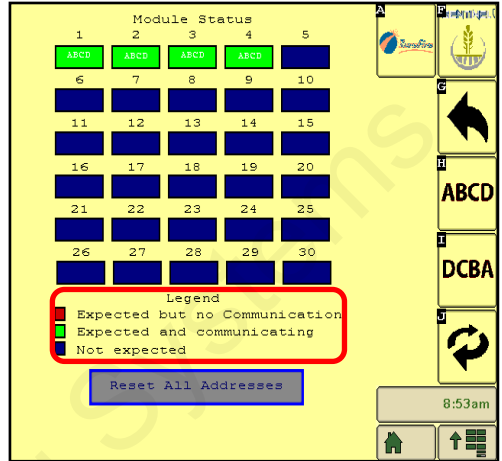 Module Status
1 2 3 4 5
ABCD ABCD ABCD ABCD
6 7 8 9 10
11 12 13 14 15
16 17 18 19 20
21 22 23 24 25
26 27 28 29 30
Legend
Expected but no Communication
Expected and communicating
Not expected
Reset All Addresses
A
F
G
H
ABCD
I
DCBA
J
8:53am
Systems